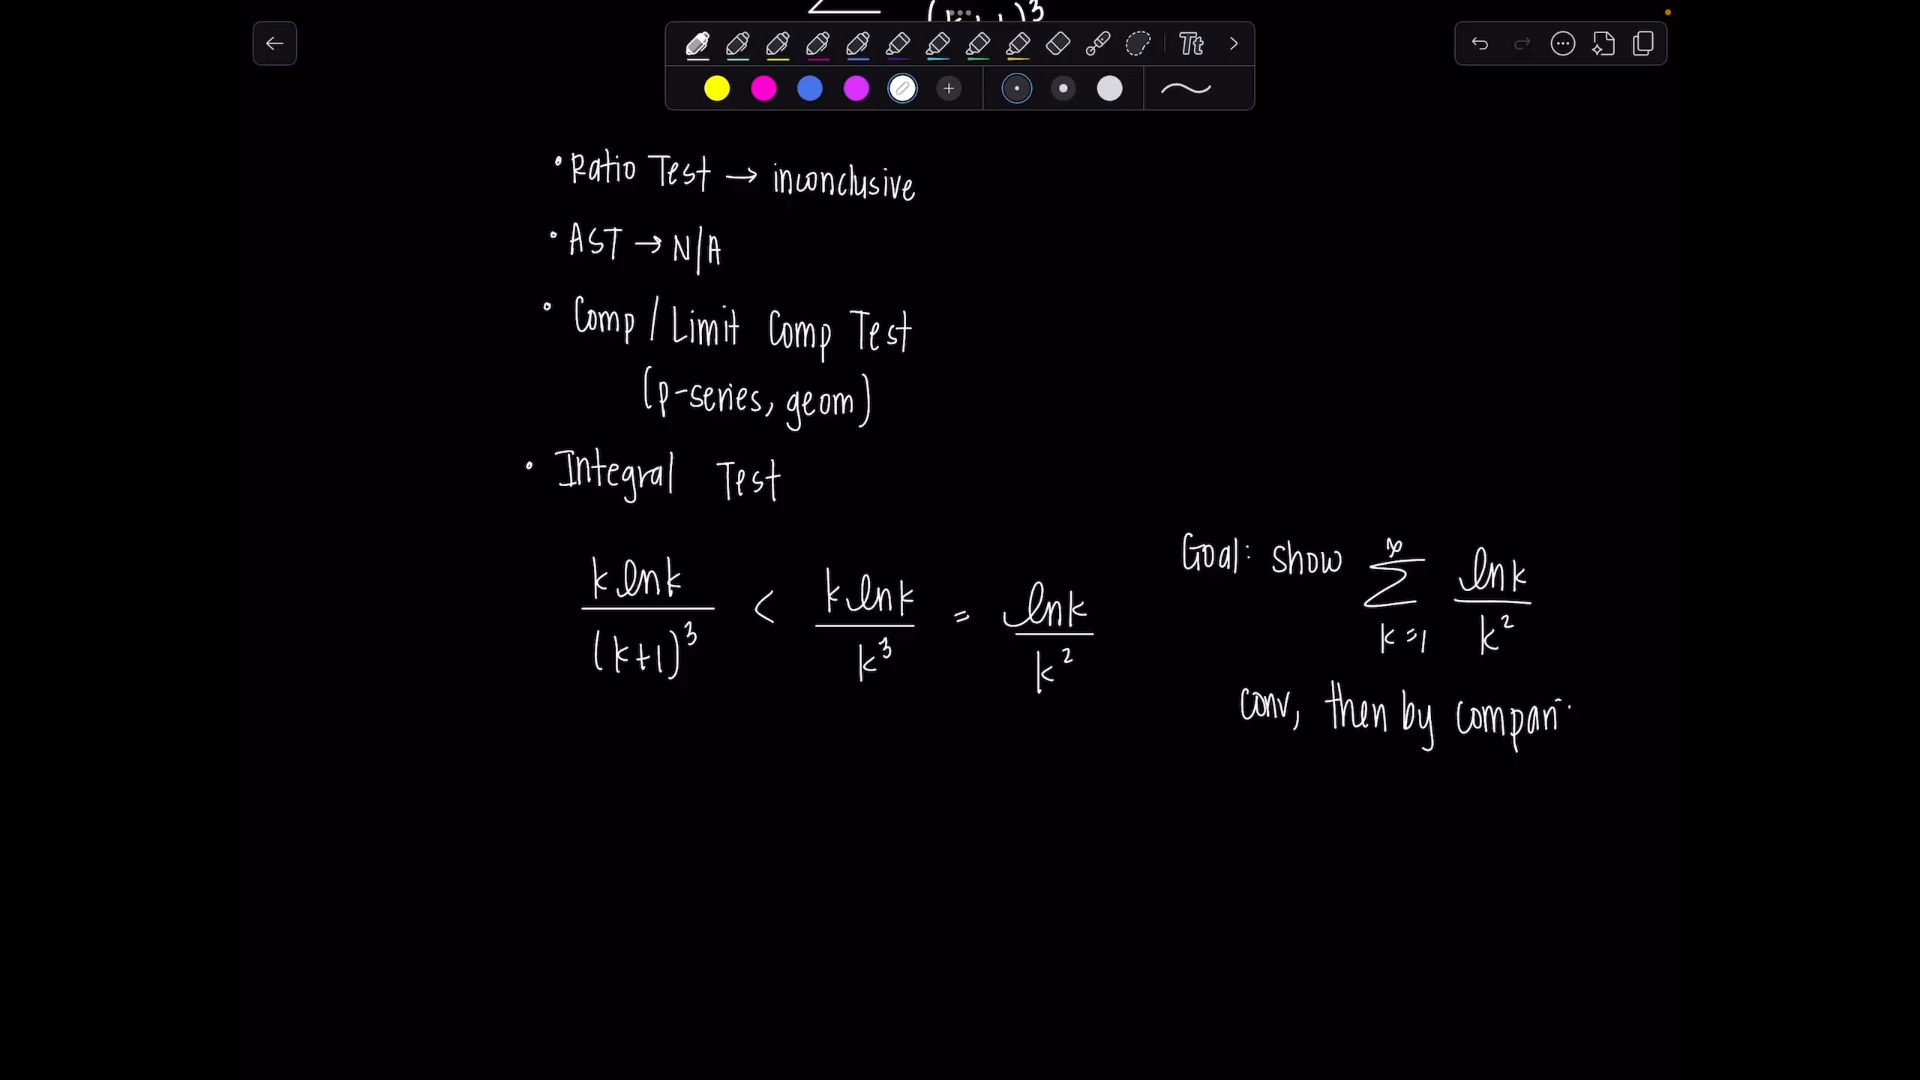 Tt
• Ratio Test → inconclusive
• AST → N/A
• Comp / Limit Comp Test
(p-series, geom)
• Integral Test
k ln k / (k+1)^3 < k ln k / k^3 = ln k / k^2
Goal: show ∞ Σ k=1 ln k / k^2
conv, then by compari